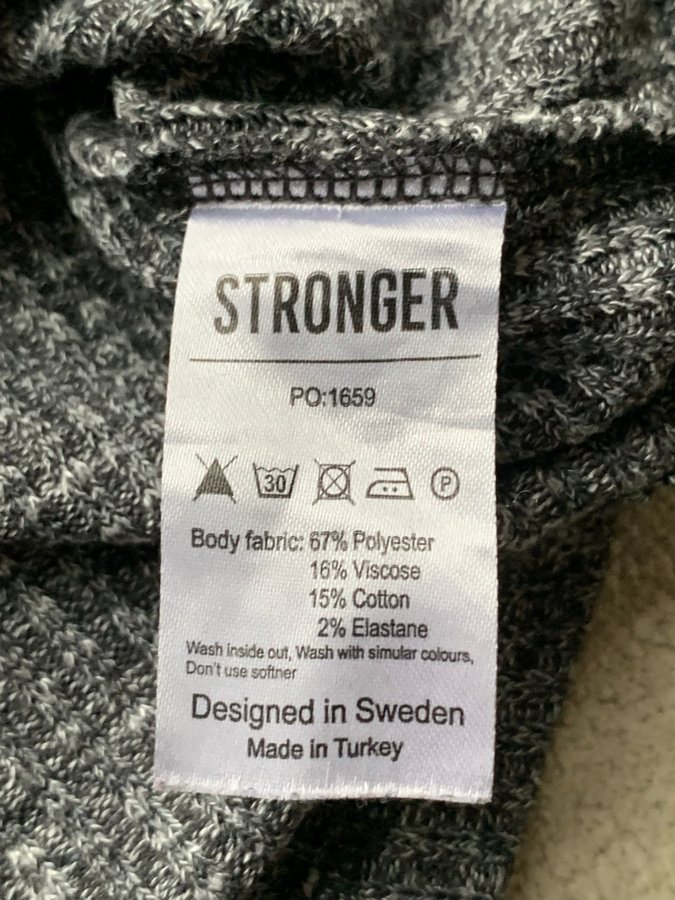 STRONGER
PO:1659
30 P
Body fabric: 67% Polyester
16% Viscose
15% Cotton
2% Elastane
Wash inside out, Wash with simular colours,
Don't use softner
Designed in Sweden
Made in Turkey